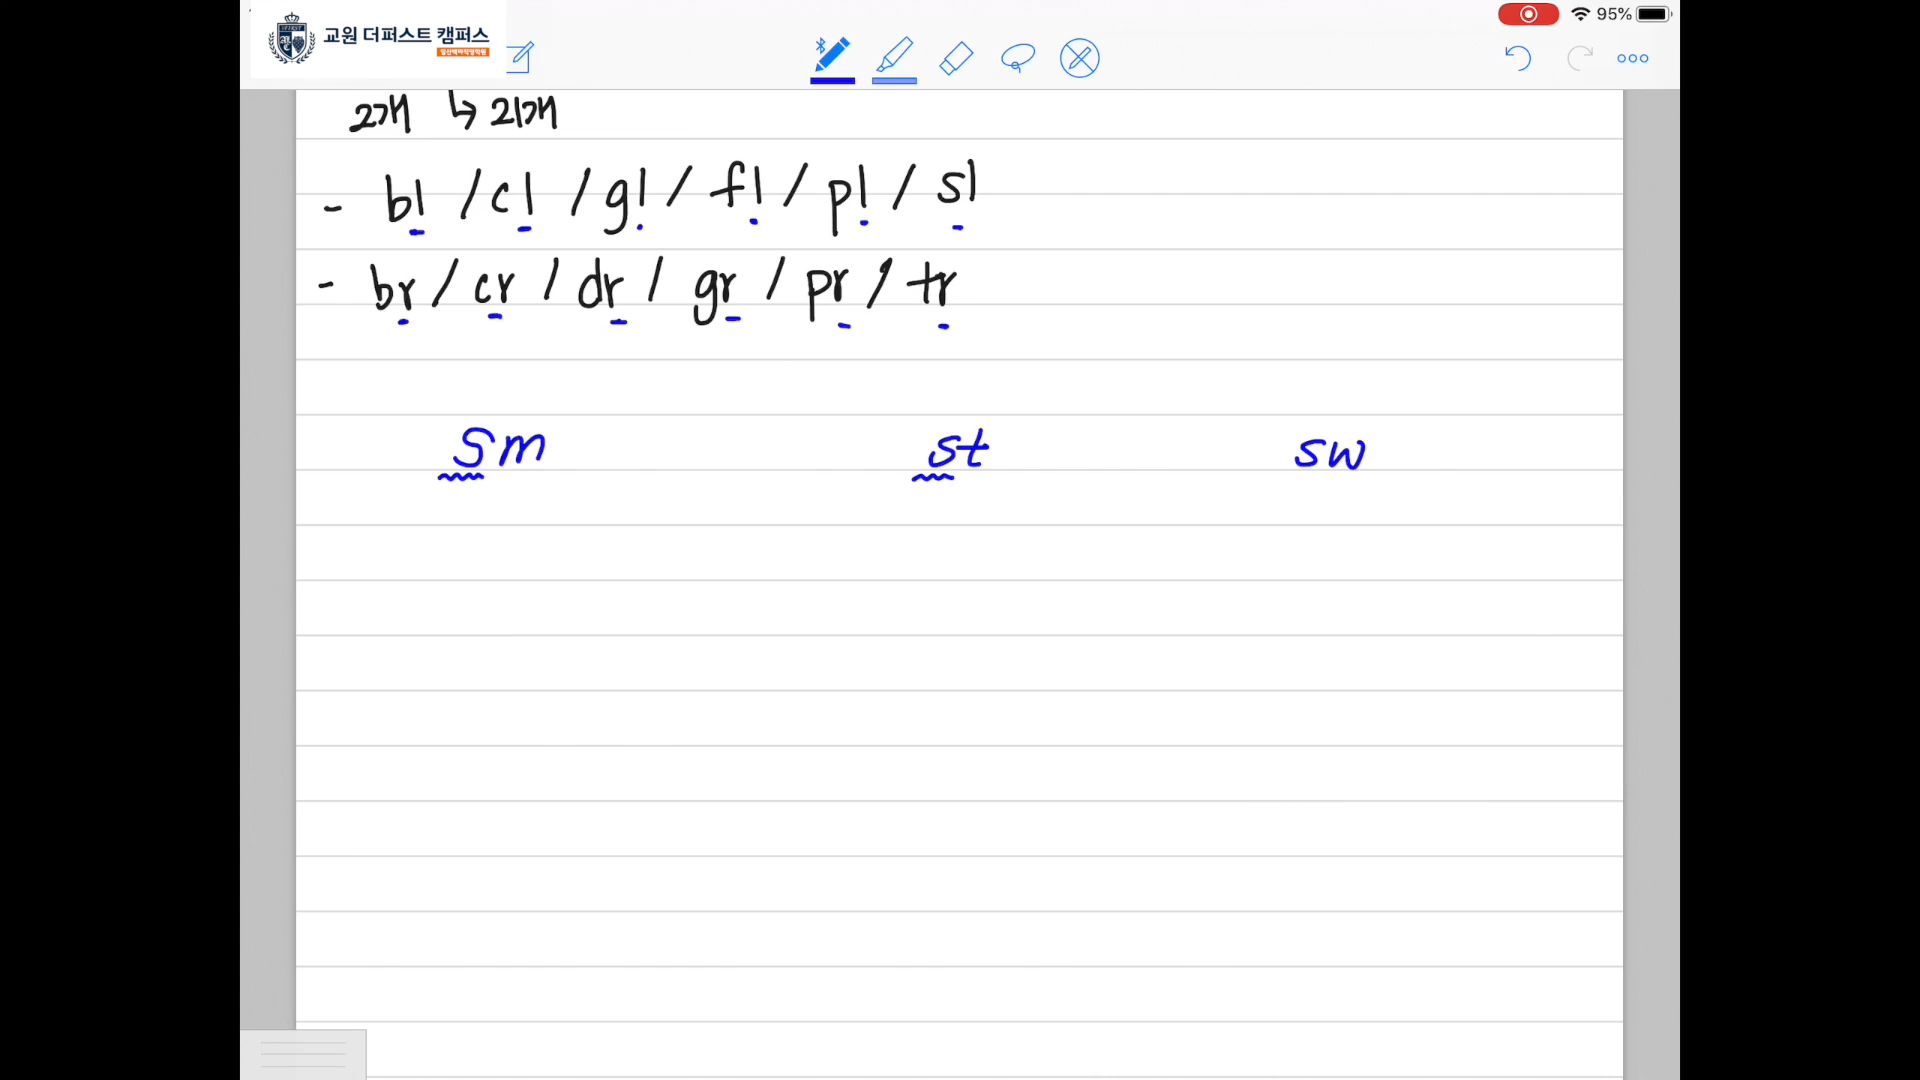 교원 더퍼스트 캠퍼스
95%
2개 ↳ 21개
- bl / cl / gl / fl / pl / sl
- br / cr / dr / gr / pr / tr
sm st sw